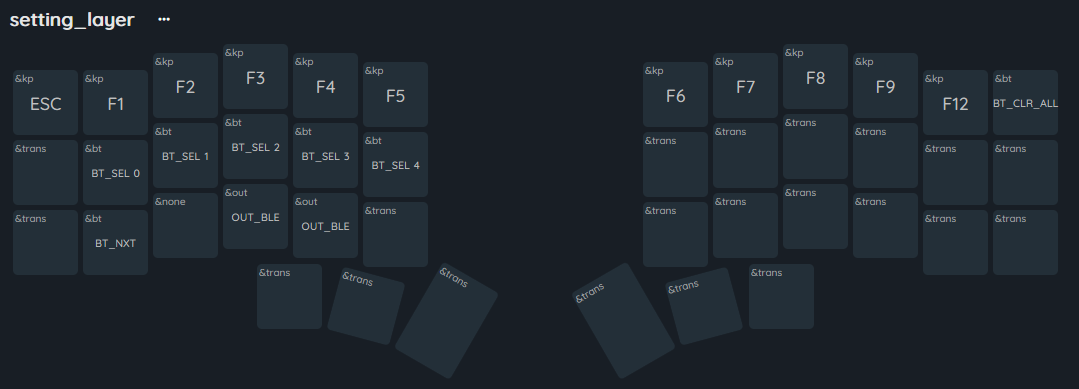 setting_layer ...
&kp &kp &kp &kp &kp &kp &kp &kp &kp &kp &kp &bt
ESC F1 F2 F3 F4 F5 F6 F7 F8 F9 F12 BT_CLR_ALL
&trans &bt &bt &bt &bt &bt &trans &trans &trans &trans &trans &trans
BT_SEL 0 BT_SEL 1 BT_SEL 2 BT_SEL 3 BT_SEL 4
&trans &bt &none &out &out &trans &trans &trans &trans &trans &trans &trans
BT_NXT OUT_BLE OUT_BLE
&trans &trans &trans &trans &trans &trans